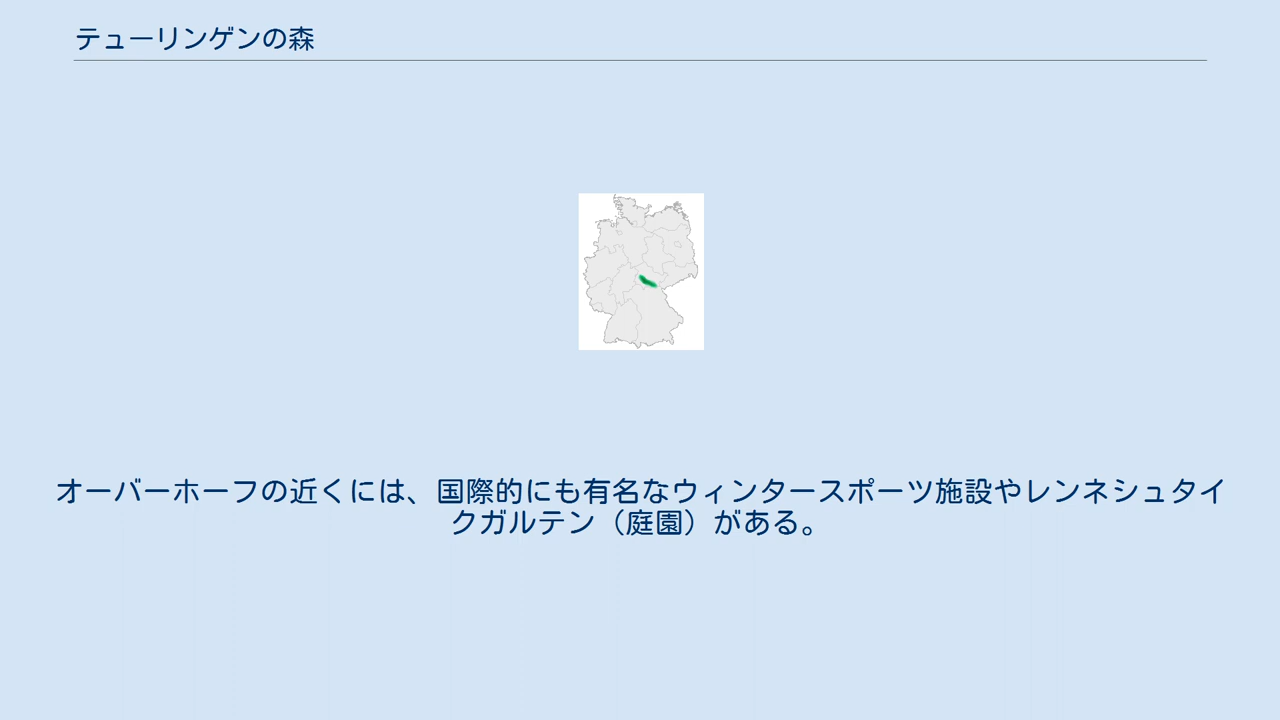 テューリンゲンの森
オーバーホーフの近くには、国際的にも有名なウィンタースポーツ施設やレンネシュタイ
クガルテン（庭園）がある。